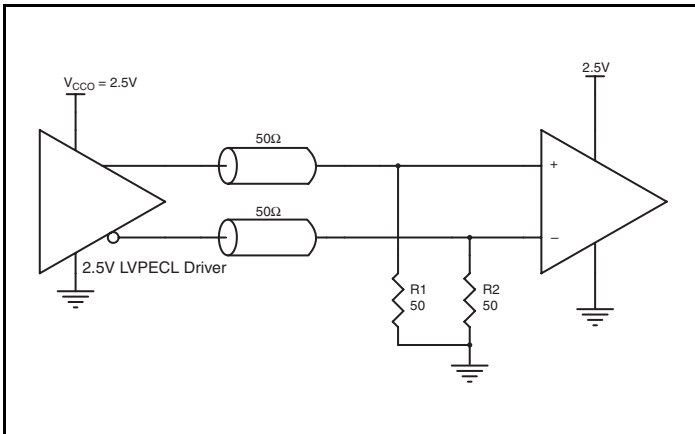 V_CCO = 2.5V
2.5V
50Ω
+
50Ω
–
2.5V LVPECL Driver
R1
50
R2
50